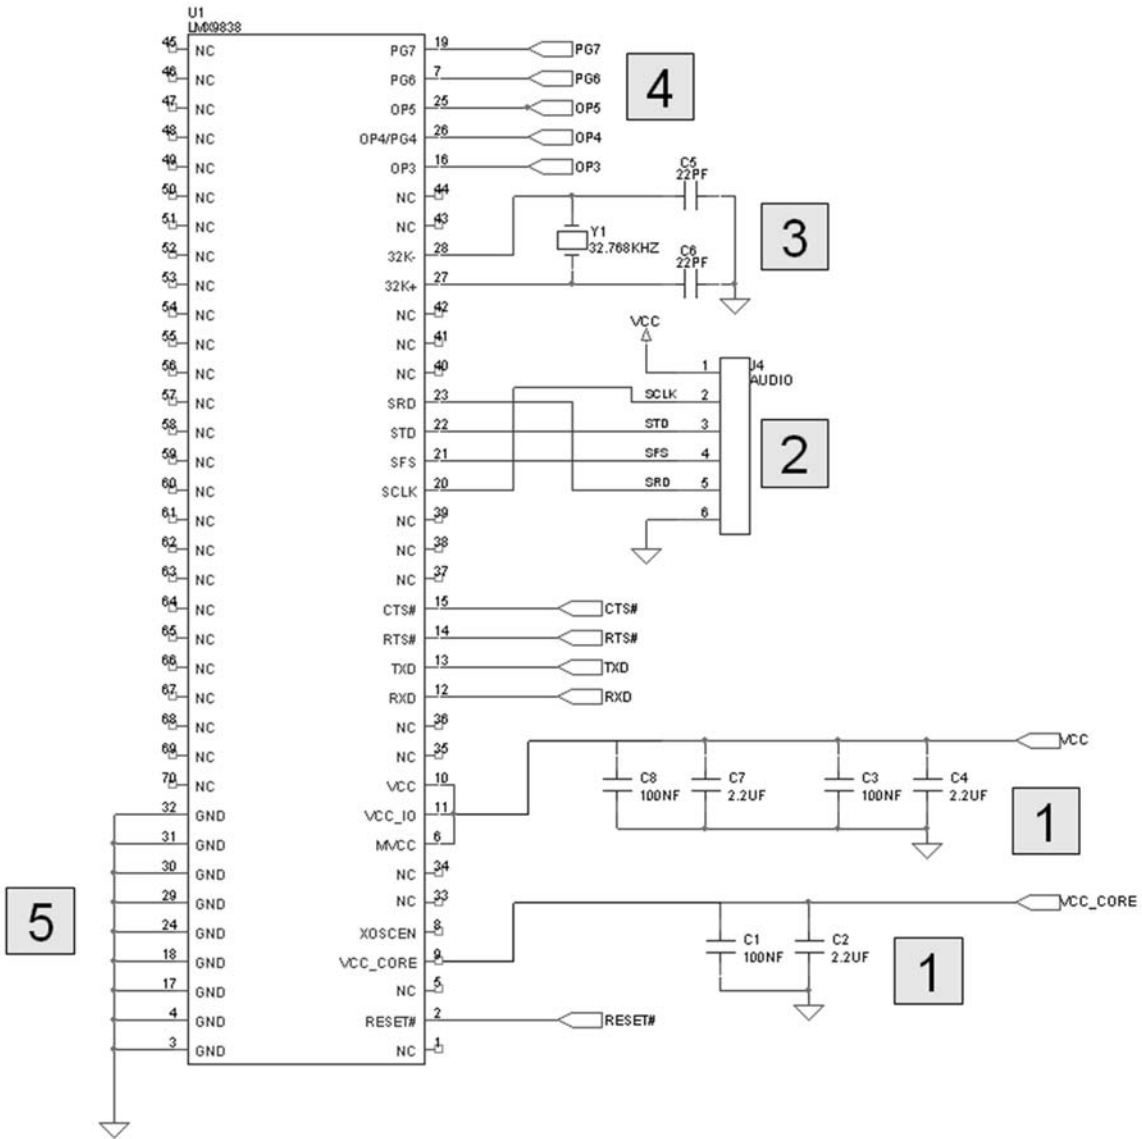 U1
LMX9838
45 NC PG7 19 PG7
46 NC PG6 7 PG6
47 NC OP5 25 OP5
4
48 NC OP4/PG4 26 OP4
49 NC OP3 16 OP3
C5
22PF
50 NC NC 44
51 NC NC 43
Y1
32.768KHZ
3
52 NC 32K- 28
C6
22PF
53 NC 32K+ 27
54 NC NC 42
VCC
55 NC NC 41
56 NC NC 40
1 J4
AUDIO
57 NC SRD 23 SCLK 2
58 NC STD 22 STD 3
2
59 NC SFS 21 SFS 4
60 NC SCLK 20 SRD 5
61 NC NC 39 6
62 NC NC 38
63 NC NC 37
64 NC CTS# 15 CTS#
65 NC RTS# 14 RTS#
66 NC TXD 13 TXD
67 NC RXD 12 RXD
68 NC NC 36
69 NC NC 35 VCC
70 NC VCC 10
C8 C7 C3 C4
100NF 2.2UF 100NF 2.2UF
32 GND VCC_IO 11
1
31 GND MVCC 6
30 GND NC 34
29 GND NC 33 VCC_CORE
5
24 GND XOSCEN 8
C1 C2
100NF 2.2UF
18 GND VCC_CORE 9
1
17 GND NC 5
4 GND RESET# 2 RESET#
3 GND NC 1